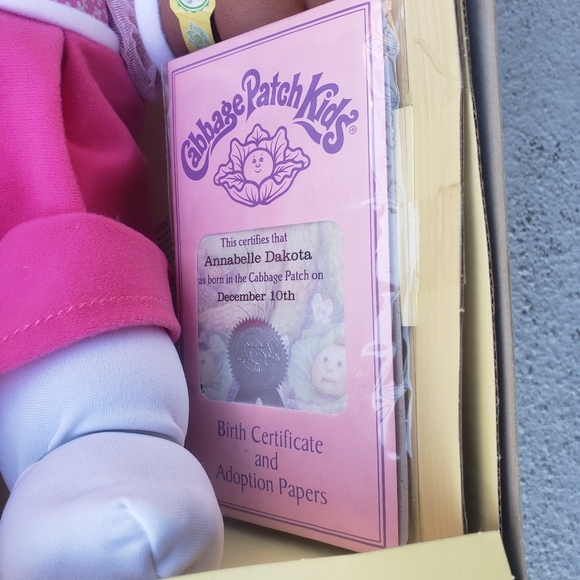 Cabbage Patch Kids®
This certifies that
Annabelle Dakota
as born in the Cabbage Patch on
December 10th
Birth Certificate
and
Adoption Papers